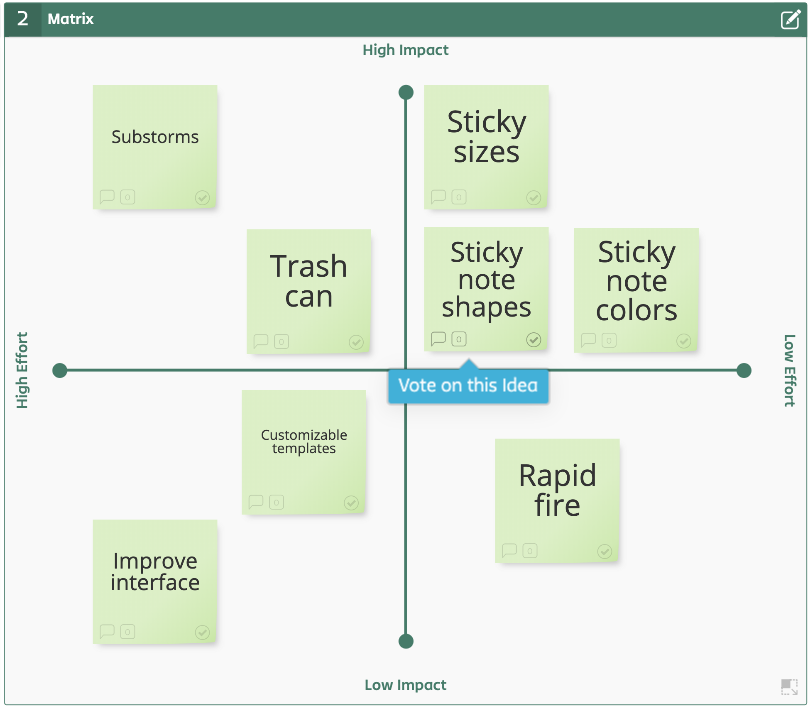 2 Matrix
High Impact
Substorms
0
Sticky
sizes
0
Trash
can
0
Sticky
note
shapes
0
Sticky
note
colors
0
High Effort
Low Effort
Vote on this Idea
Customizable
templates
0
Rapid
fire
0
Improve
interface
0
Low Impact